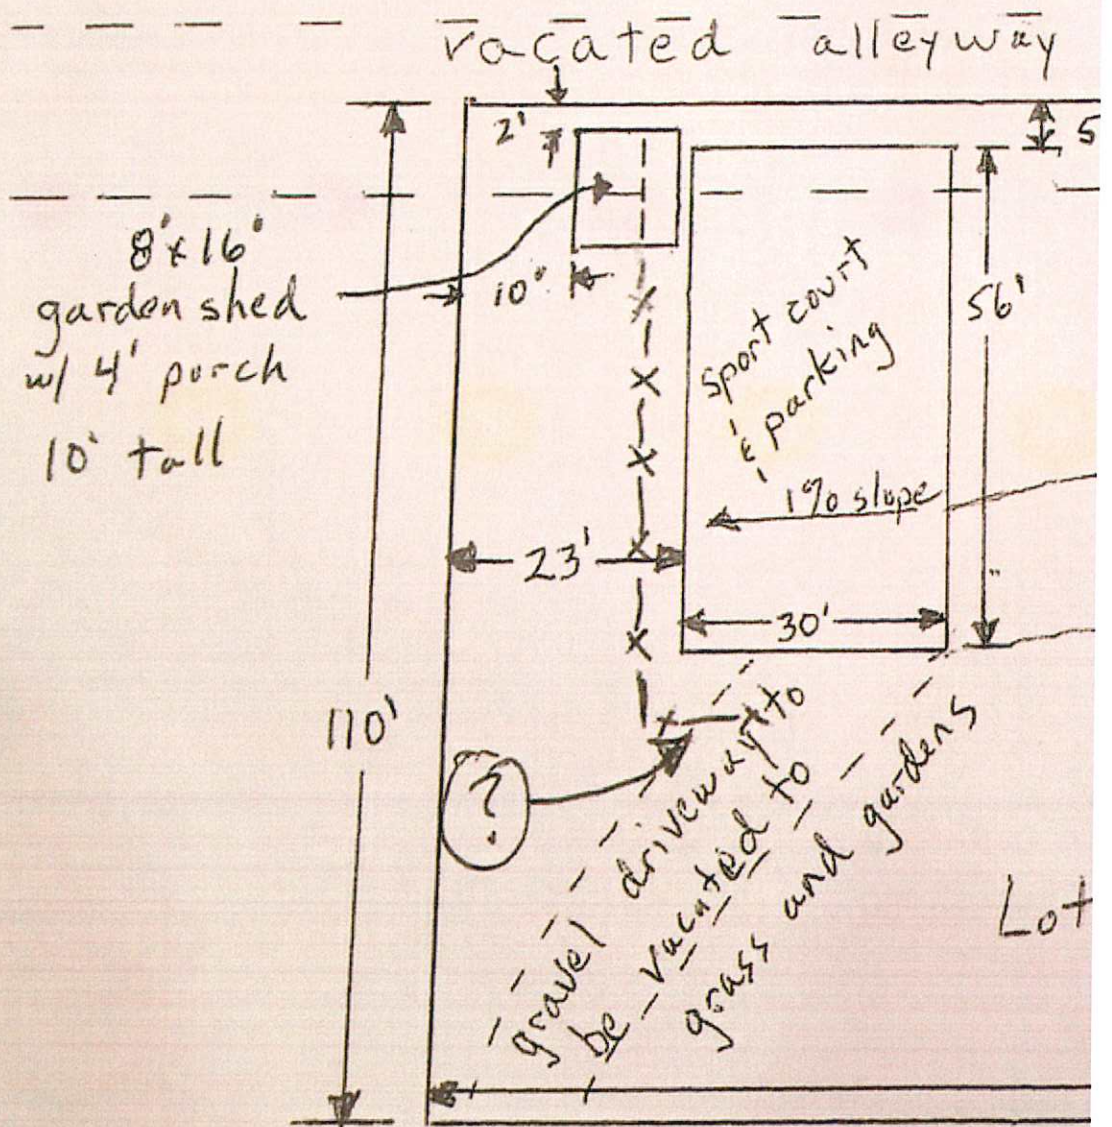 vacated alleyway
2'
5
8'x16'
garden shed
w/ 4' porch
10' tall
10'
56'
sport court
& parking
1% slope
23'
30'
110'
?
gravel driveway to
be vacated to
grass and gardens
Lot